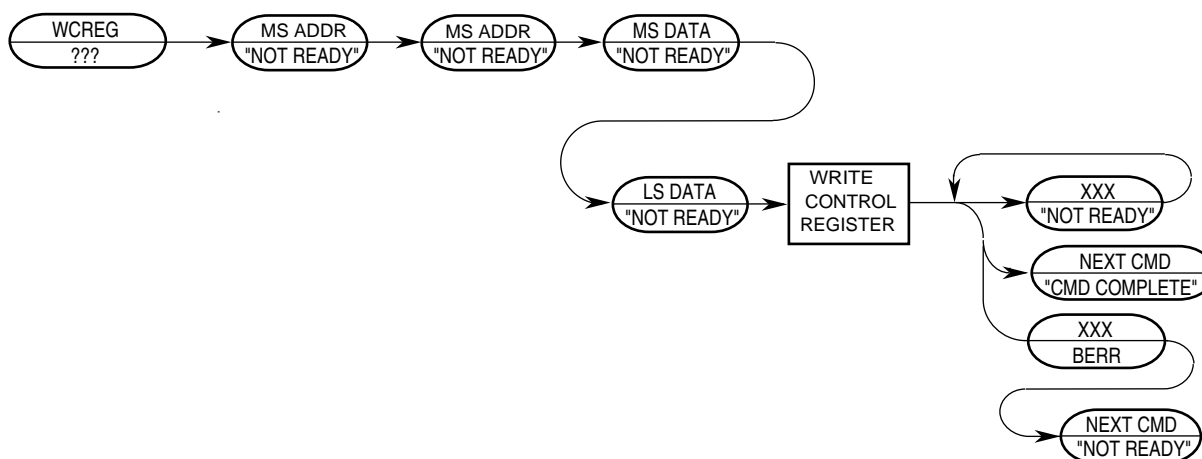 WCREG
???
MS ADDR
"NOT READY"
MS ADDR
"NOT READY"
MS DATA
"NOT READY"
LS DATA
"NOT READY"
WRITE
CONTROL
REGISTER
XXX
"NOT READY"
NEXT CMD
"CMD COMPLETE"
XXX
BERR
NEXT CMD
"NOT READY"